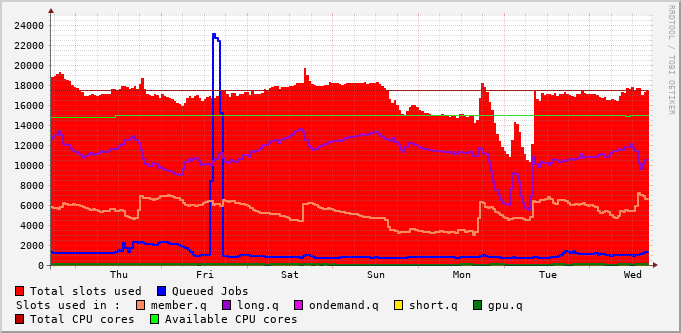 RRDTOOL / TOBI OETIKER
24000
22000
20000
18000
16000
14000
12000
10000
8000
6000
4000
2000
0
Thu Fri Sat Sun Mon Tue Wed
Total slots used Queued Jobs
Slots used in : member.q long.q ondemand.q short.q gpu.q
Total CPU cores Available CPU cores